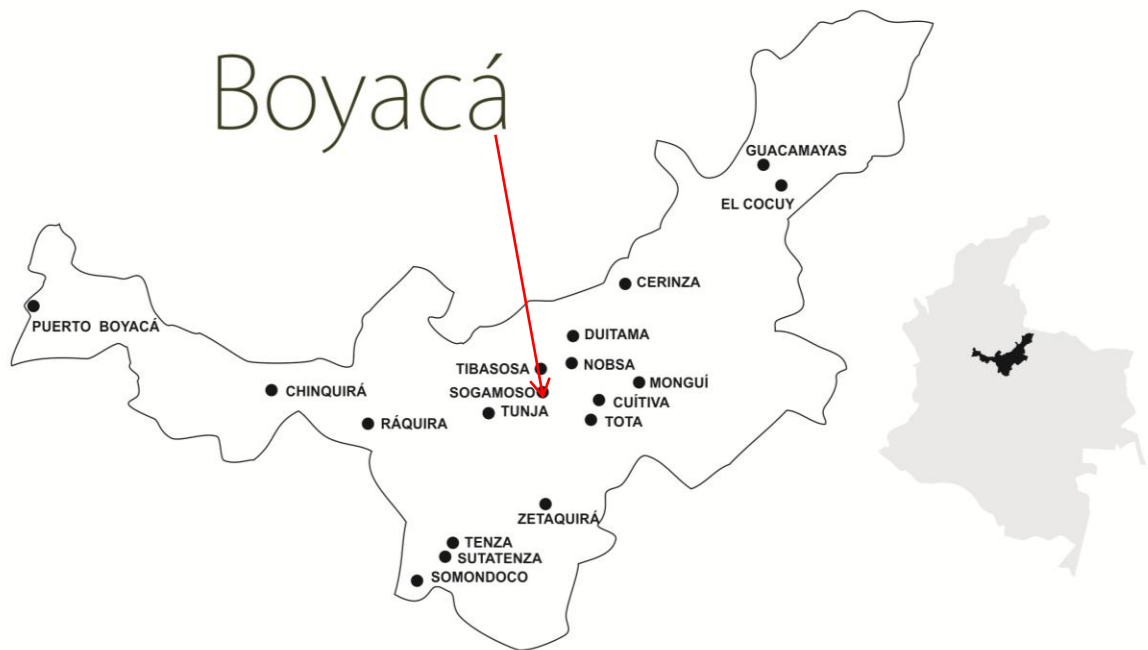 Boyacá
GUACAMAYAS
EL COCUY
CERINZA
PUERTO BOYACÁ
DUITAMA
TIBASOSA
NOBSA
MONGUÍ
CHINQUIRÁ
SOGAMOSO
CUÍTIVA
TUNJA
TOTA
RÁQUIRA
ZETAQUIRÁ
TENZA
SUTATENZA
SOMONDOCO